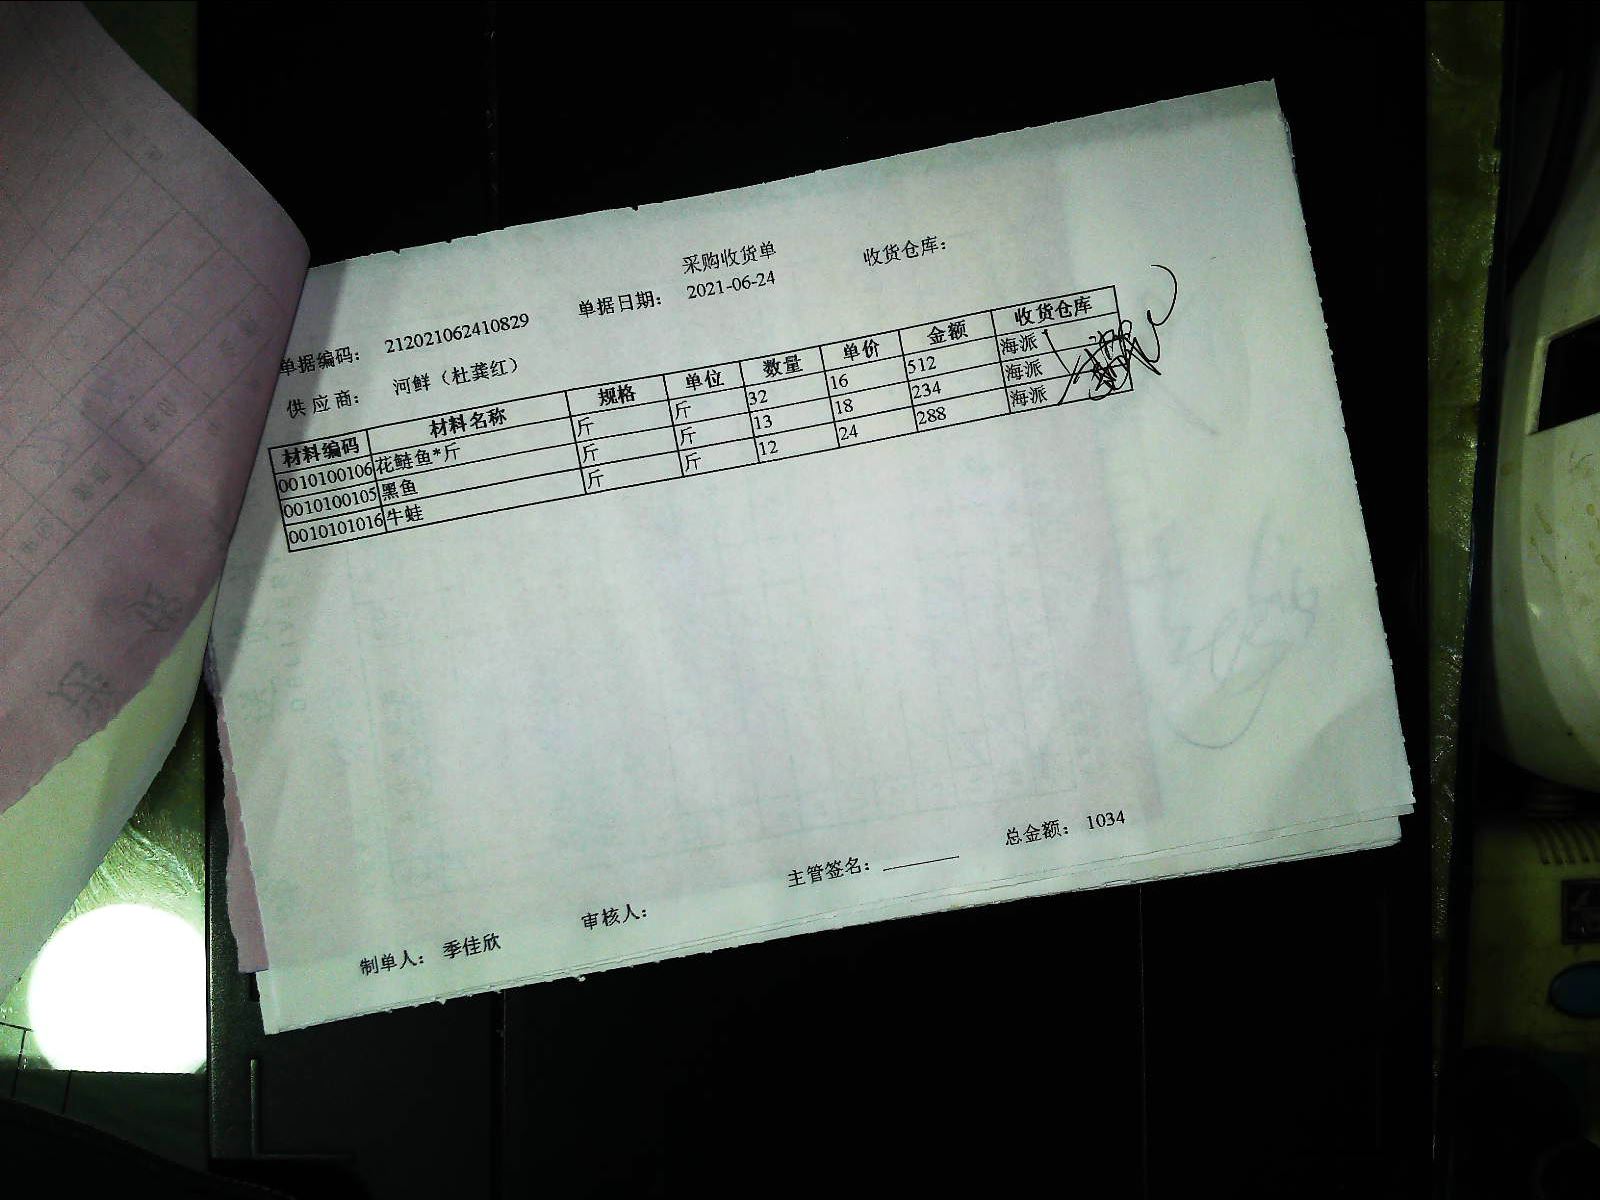 采购收货单
收货仓库：
单据编码： 212021062410829 单据日期： 2021-06-24
供 应 商： 河鲜（杜龚红）
材料编码 材料名称 规格 单位 数量 单价 金额 收货仓库
0010100106 花鲢鱼*斤 斤 斤 32 16 512 海派
0010100105 黑鱼 斤 斤 13 18 234 海派
0010101016 牛蛙 斤 斤 12 24 288 海派
制单人： 季佳欣 审核人： 主管签名： 总金额： 1034